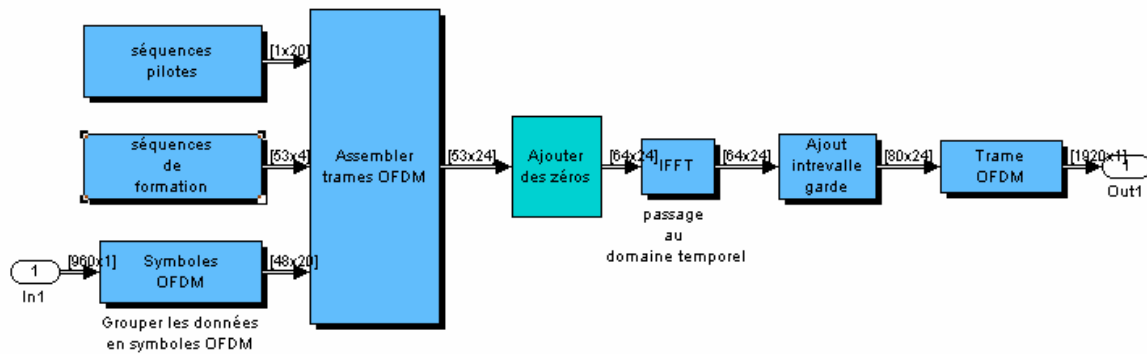 séquences
pilotes
[1x20]
séquences
de
formation
[53x4]
1
In1
[960x1]
Symboles
OFDM
[48x20]
Grouper les données
en symboles OFDM
Assembler
trames OFDM
[53x24]
Ajouter
des zéros
[64x24]
IFFT
passage
au
domaine temporel
[64x24]
Ajout
intrevalle
garde
[80x24]
Trame
OFDM
[1920x1]
1
Out1